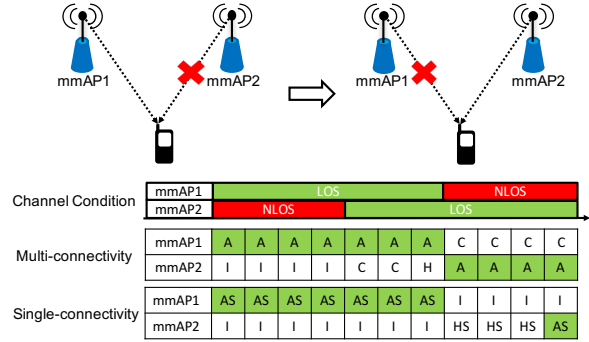 mmAP1
mmAP2
mmAP1
mmAP2
Channel Condition
mmAP1 LOS NLOS
mmAP2 NLOS LOS
Multi-connectivity
mmAP1 A A A A A A A C C C C
mmAP2 I I I I C C H A A A A
Single-connectivity
mmAP1 AS AS AS AS AS AS AS I I I I
mmAP2 I I I I I I I HS HS HS AS